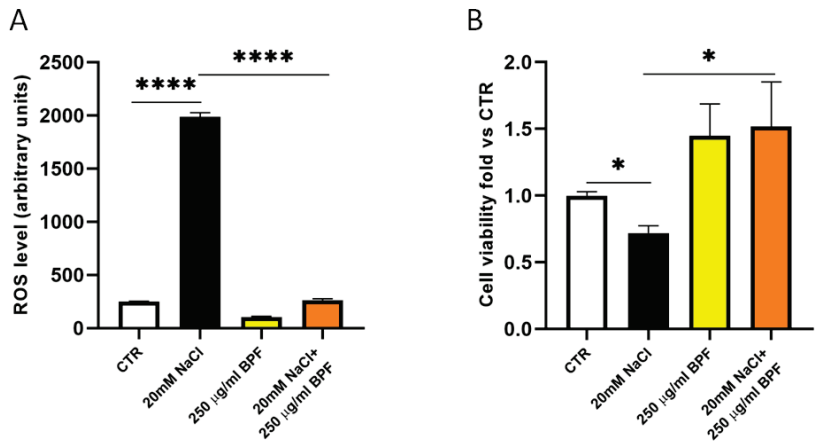 A
ROS level (arbitrary units)
2500
2000
1500
1000
500
0
****
****
CTR
20mM NaCl
250 μg/ml BPF
20mM NaCl+
250 μg/ml BPF
B
Cell viability fold vs CTR
2.0
1.5
1.0
0.5
0.0
*
*
CTR
20mM NaCl
250 μg/ml BPF
20mM NaCl+
250 μg/ml BPF